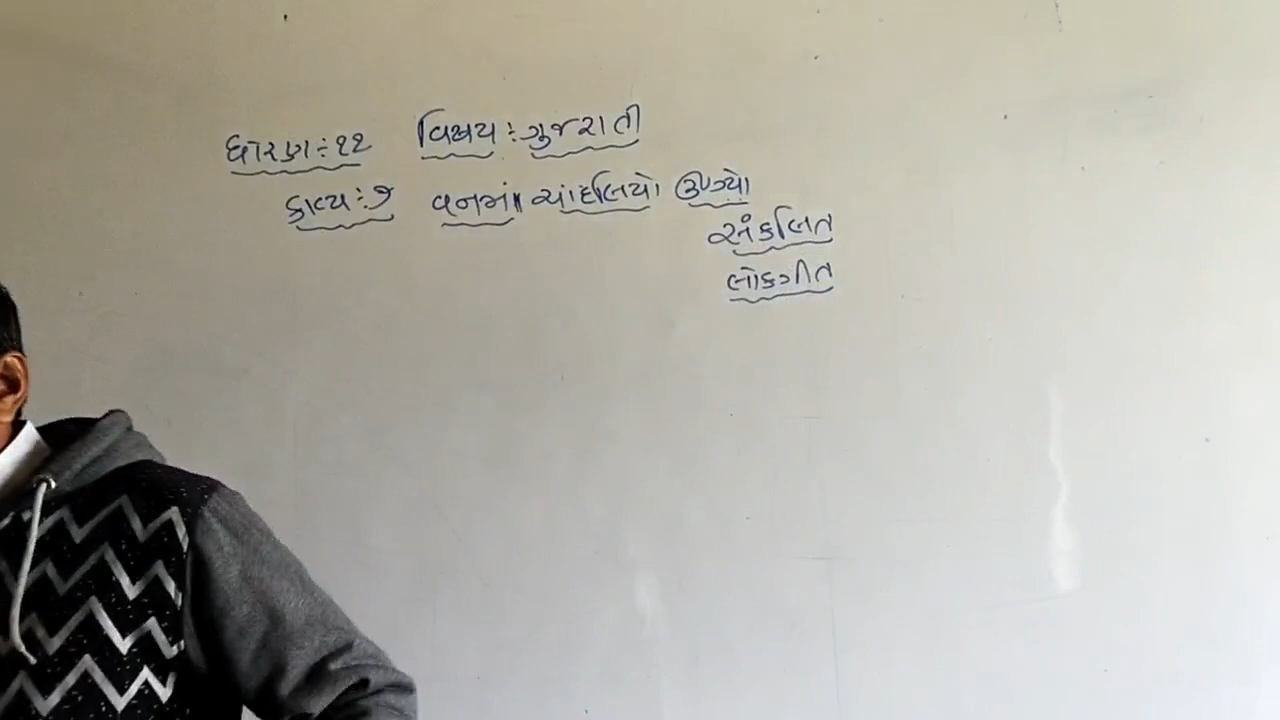 ધોરણ : ૧૨ વિષય : ગુજરાતી
કાવ્ય : ૭ વનમાં ચાંદલિયો ઊગ્યો
સંકલિત
લોકગીત